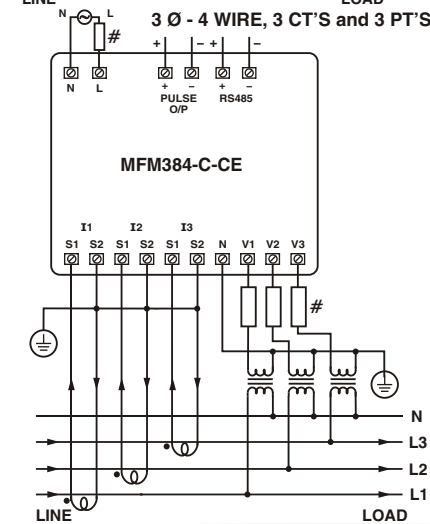 LINE LOAD
N L 3 Ø - 4 WIRE, 3 CT'S and 3 PT'S
#
+ – + –
N L + – + –
PULSE O/P RS485
MFM384-C-CE
I1 I2 I3
S1 S2 S1 S2 S1 S2 N V1 V2 V3
#
N
L3
L2
L1
LINE LOAD